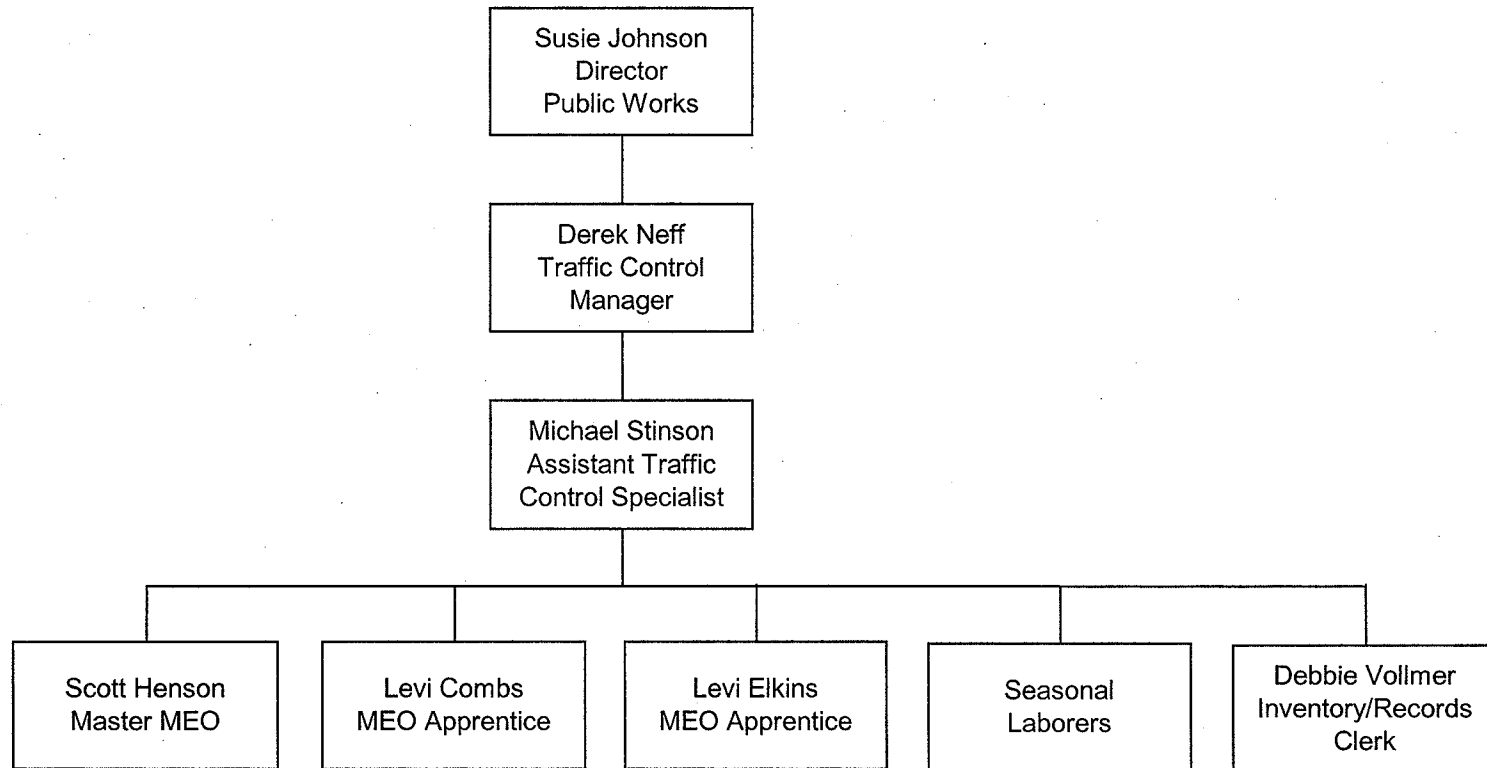 Susie Johnson
Director
Public Works
Derek Neff
Traffic Control
Manager
Michael Stinson
Assistant Traffic
Control Specialist
Scott Henson
Master MEO
Levi Combs
MEO Apprentice
Levi Elkins
MEO Apprentice
Seasonal
Laborers
Debbie Vollmer
Inventory/Records
Clerk